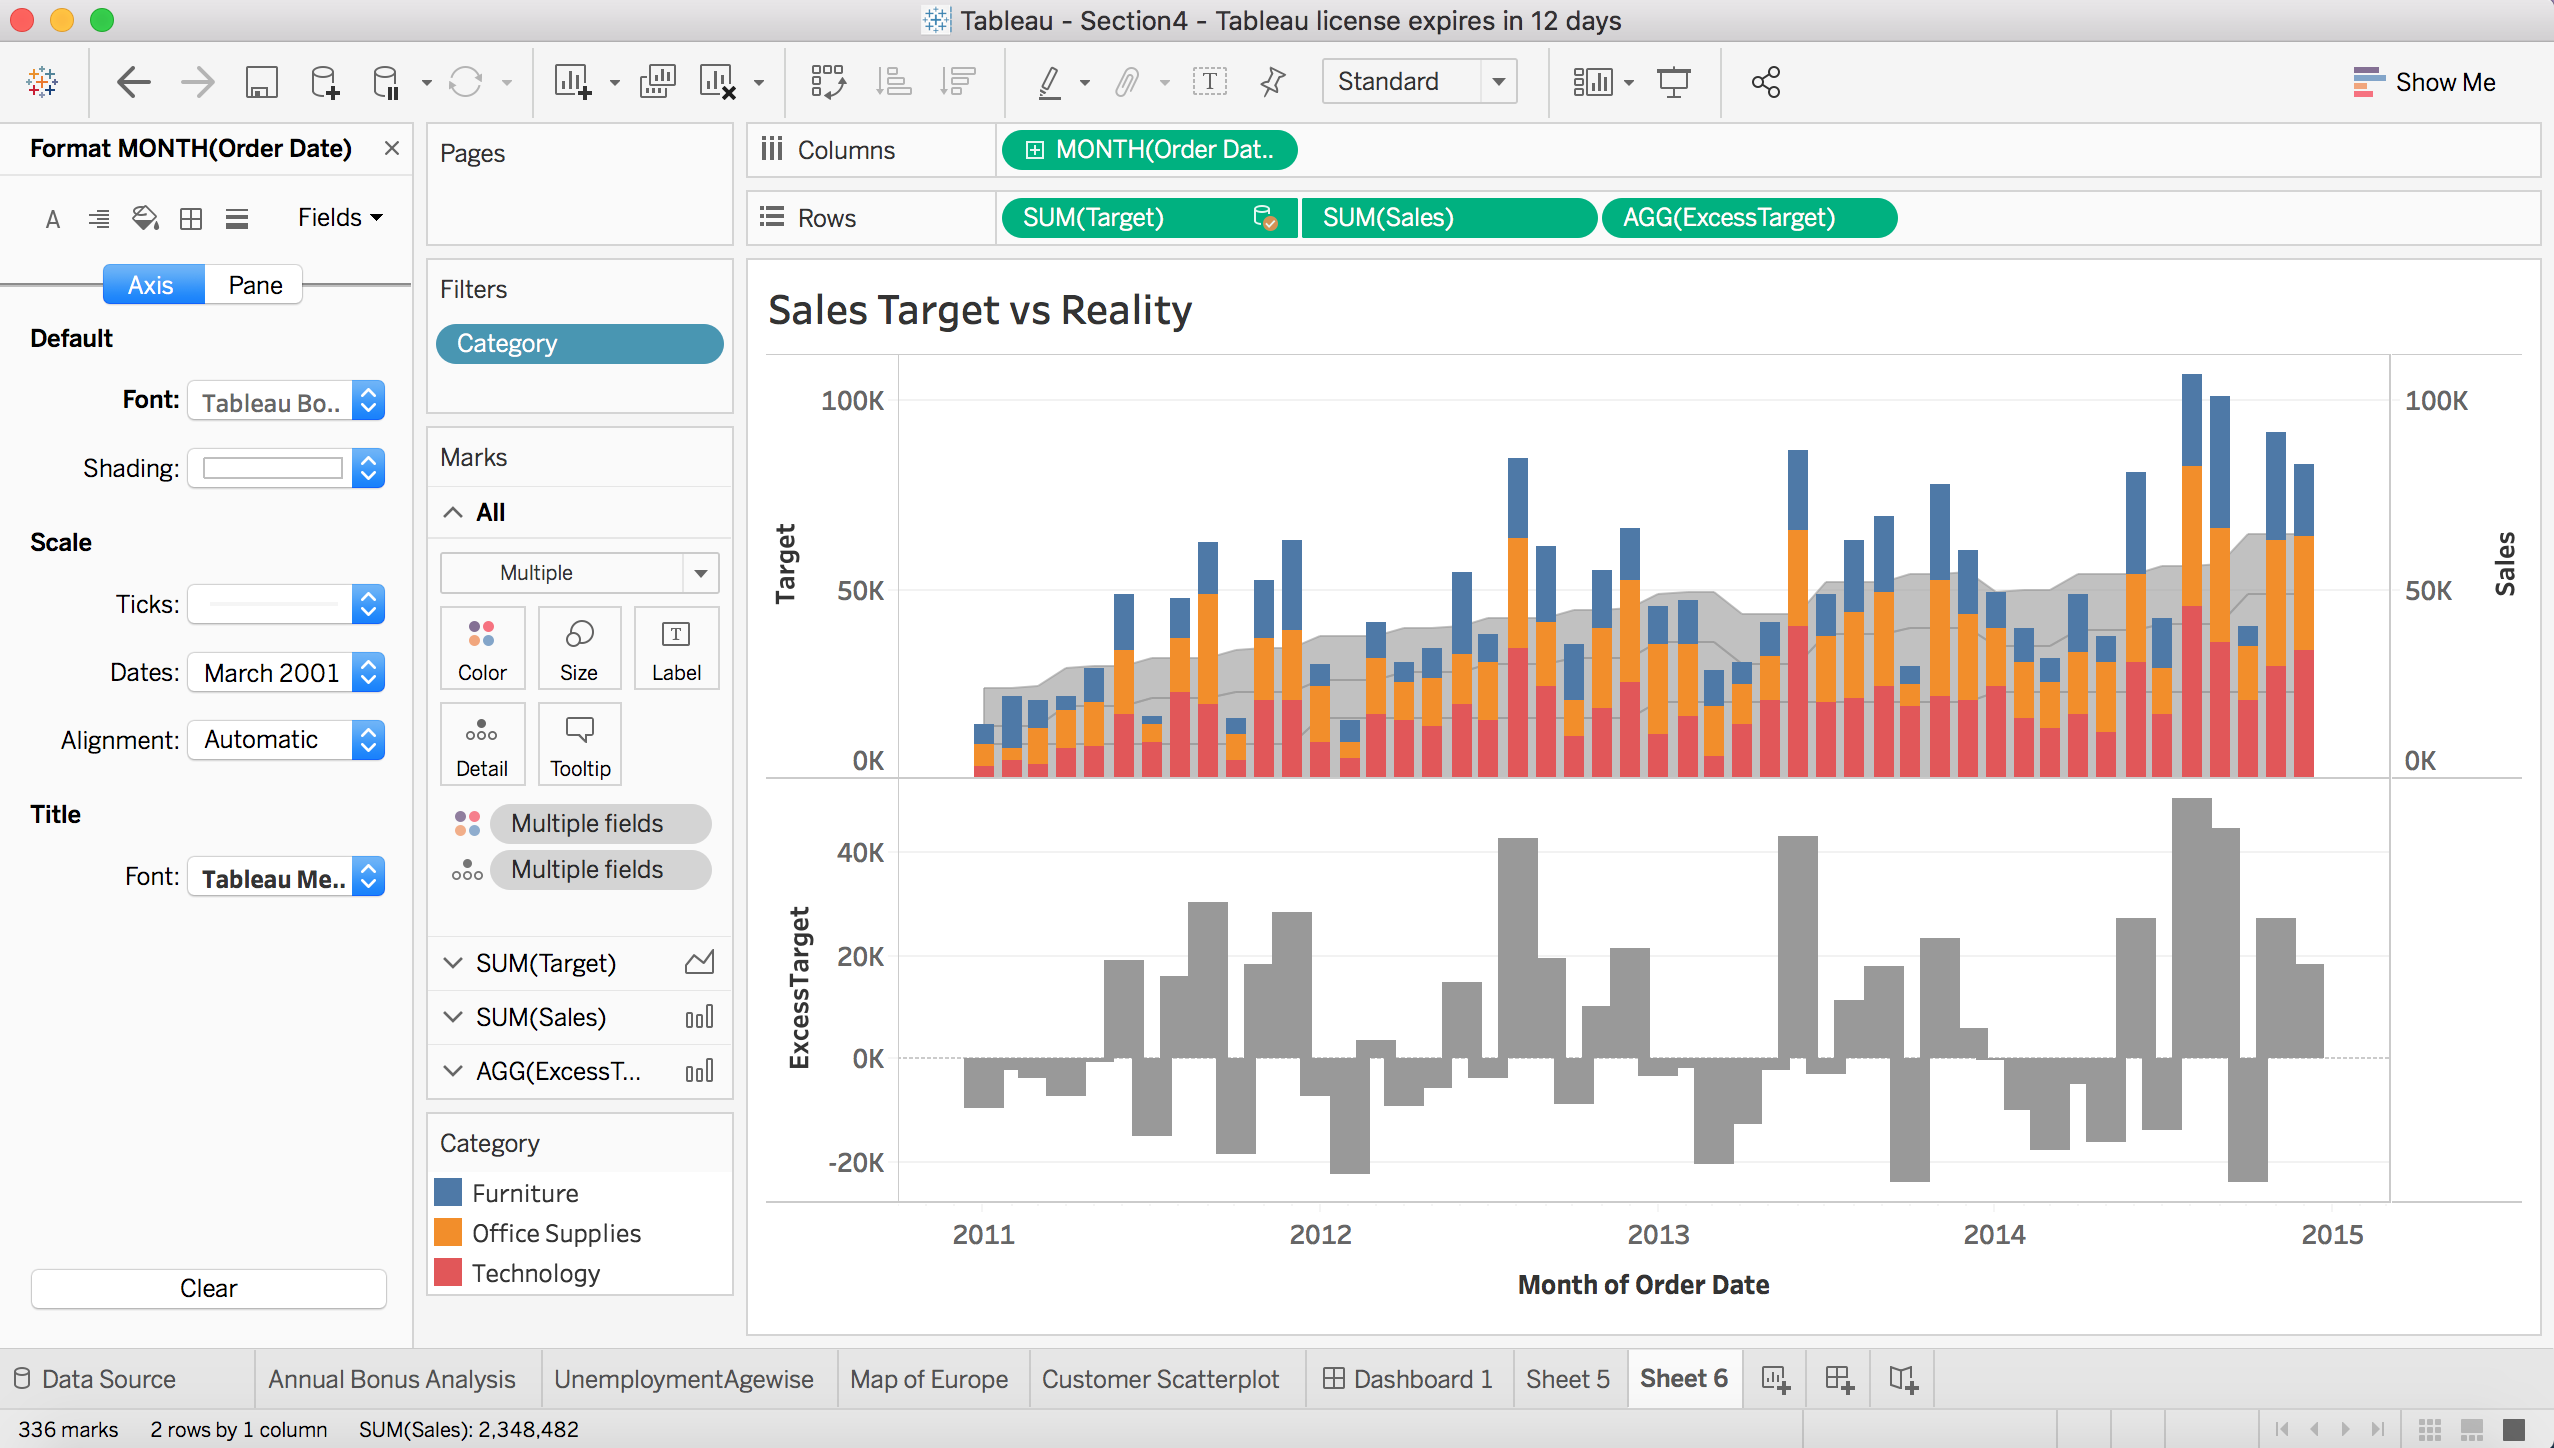 Tableau - Section4 - Tableau license expires in 12 days
Standard
Show Me
Format MONTH(Order Date)
Fields
Axis
Pane
Default
Font: Tableau Bo..
Shading:
Scale
Ticks:
Dates: March 2001
Alignment: Automatic
Title
Font: Tableau Me..
Clear
Pages
Filters
Category
Marks
All
Multiple
Color
Size
T
Label
Detail
Tooltip
Multiple fields
Multiple fields
SUM(Target)
SUM(Sales)
AGG(ExcessT...
Category
Furniture
Office Supplies
Technology
Columns
MONTH(Order Dat..
Rows
SUM(Target)
SUM(Sales)
AGG(ExcessTarget)
Sales Target vs Reality
Target
100K
50K
0K
100K
50K
0K
Sales
ExcessTarget
40K
20K
0K
-20K
2011
2012
2013
2014
2015
Month of Order Date
Data Source
Annual Bonus Analysis
UnemploymentAgewise
Map of Europe
Customer Scatterplot
Dashboard 1
Sheet 5
Sheet 6
336 marks
2 rows by 1 column
SUM(Sales): 2,348,482